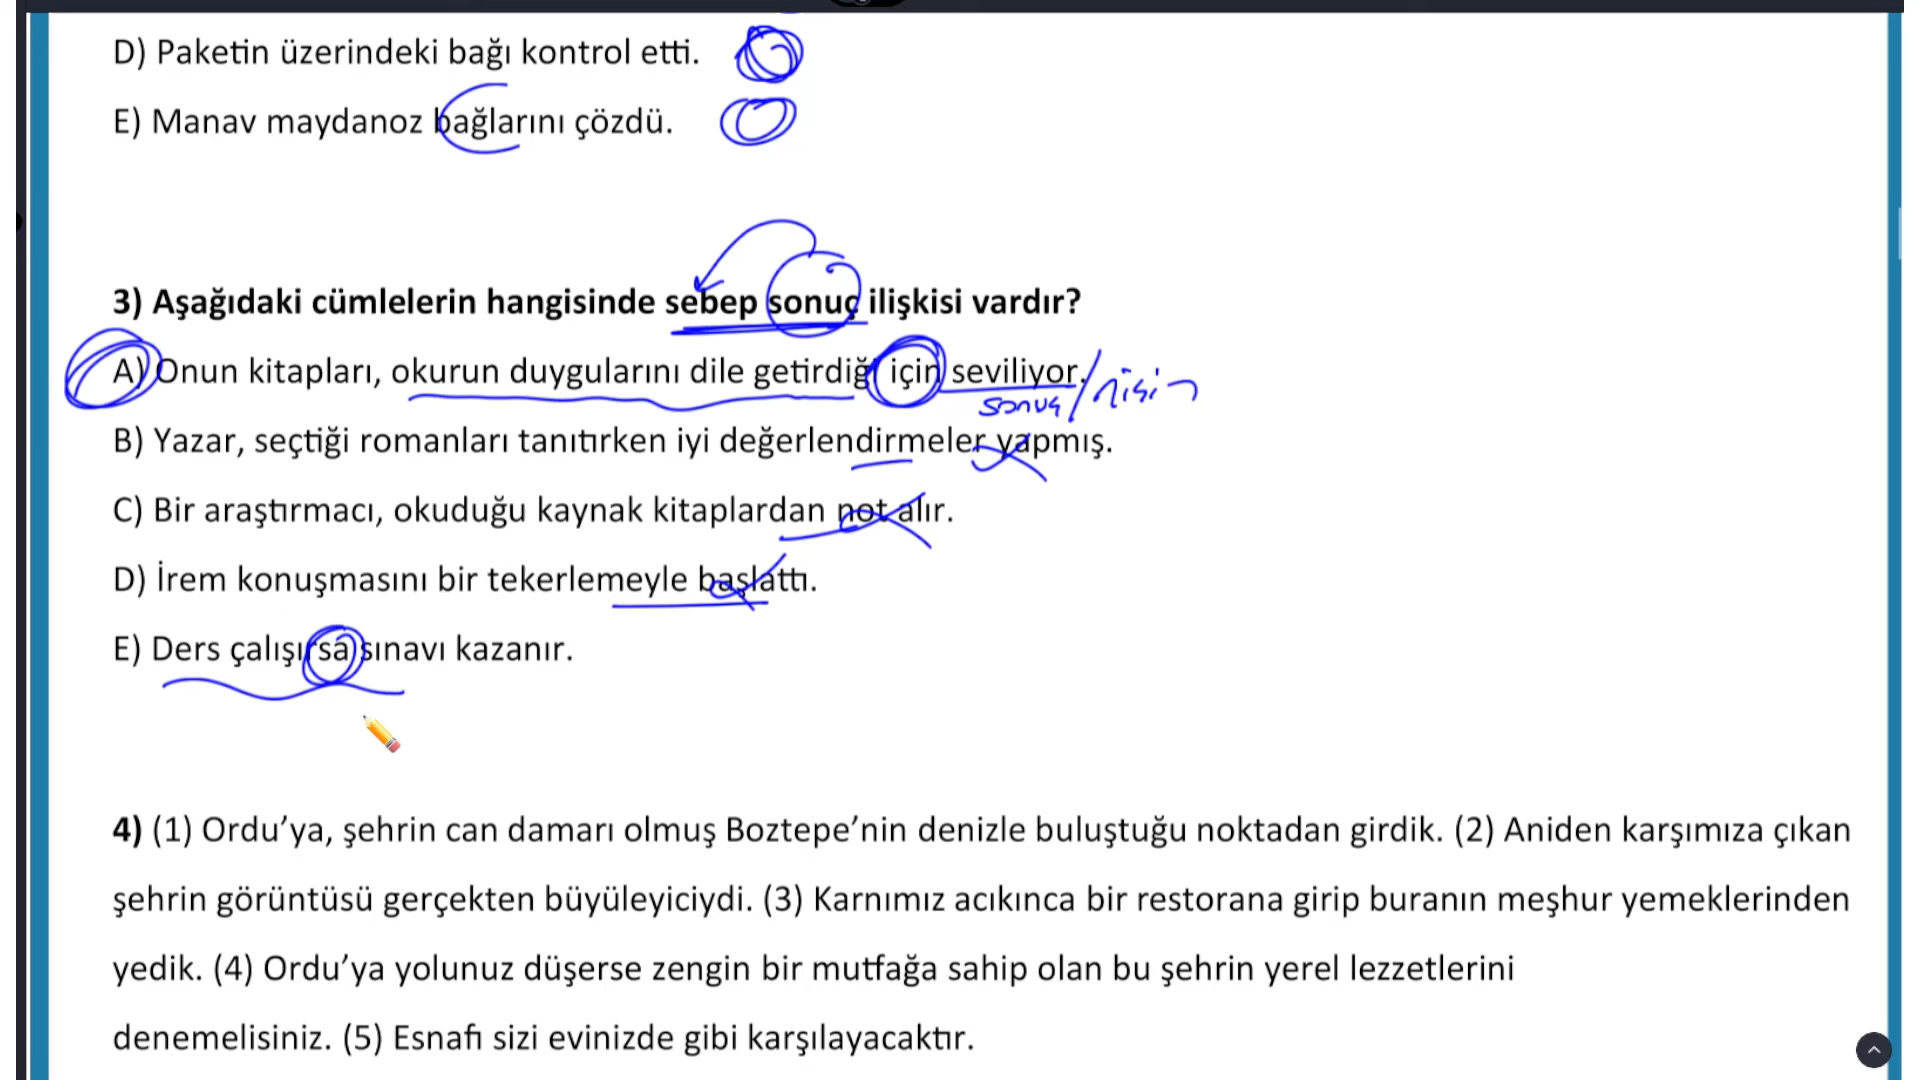 D) Paketin üzerindeki bağı kontrol etti.
E) Manav maydanoz bağlarını çözdü.
3) Aşağıdaki cümlelerin hangisinde sebep sonuç ilişkisi vardır?
A) Onun kitapları, okurun duygularını dile getirdiği için seviliyor.
sonuç / niçin
B) Yazar, seçtiği romanları tanıtırken iyi değerlendirmeler yapmış.
C) Bir araştırmacı, okuduğu kaynak kitaplardan not alır.
D) İrem konuşmasını bir tekerlemeyle başlattı.
E) Ders çalışırsa sınavı kazanır.
4) (1) Ordu’ya, şehrin can damarı olmuş Boztepe’nin denizle buluştuğu noktadan girdik. (2) Aniden karşımıza çıkan
şehrin görüntüsü gerçekten büyüleyiciydi. (3) Karnımız acıkınca bir restorana girip buranın meşhur yemeklerinden
yedik. (4) Ordu’ya yolunuz düşerse zengin bir mutfağa sahip olan bu şehrin yerel lezzetlerini
denemelisiniz. (5) Esnafı sizi evinizde gibi karşılayacaktır.